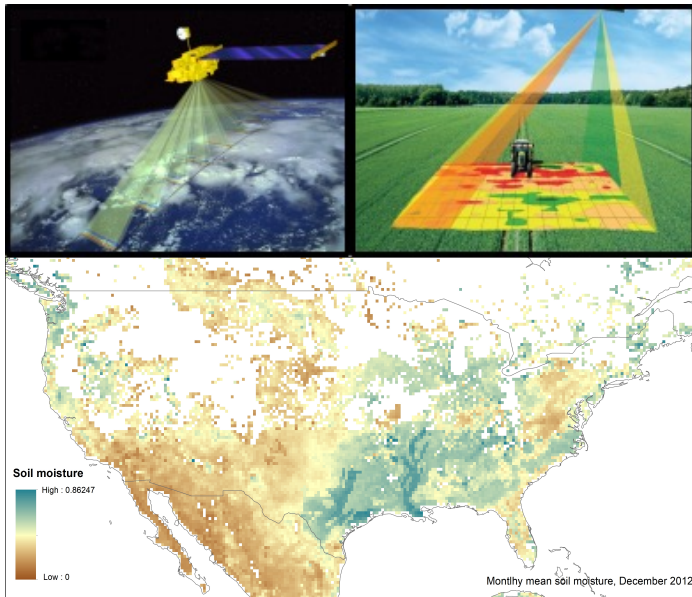 Soil moisture
High : 0.86247
Low : 0
Montlhy mean soil moisture, December 2012